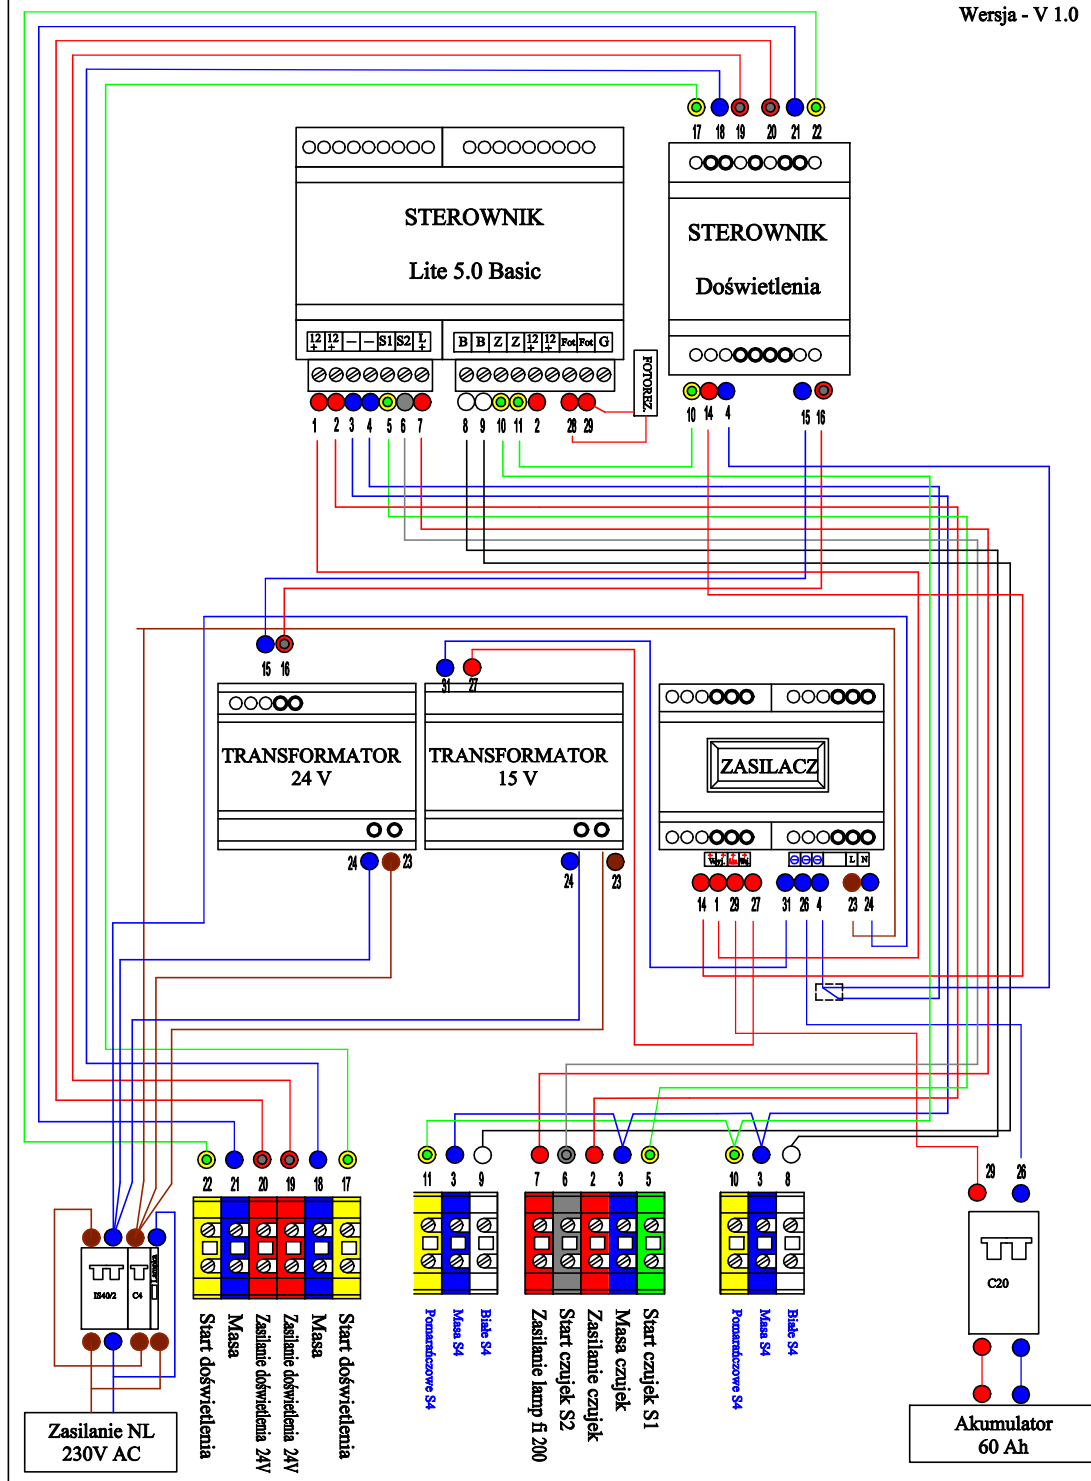 Wersja - V 1.0
17 18 19 20 21 22
STEROWNIK
Lite 5.0 Basic
12+ 12+ — — S1 S2 L+
B B Z Z 12+ 12+ Fot Fot G
1 2 3 4 5 6 7
8 9 10 11 2 28 29
FOTOREZ.
STEROWNIK
Doświetlenia
10 14 4 15 16
15 16
31 27
TRANSFORMATOR
24 V
24 23
TRANSFORMATOR
15 V
24 23
ZASILACZ
L N
14 1 29 27 31 26 4 23 24
22 21 20 19 18 17
11 3 9
7 6 2 3 5
10 3 8
29 26
IS40/2
C4
Lampka
C20
Start doświetlenia
Masa
Zasilanie doświetlenia 24V
Zasilanie doświetlenia 24V
Masa
Start doświetlenia
Pomarańczowe S4
Masa S4
Białe S4
Zasilanie lamp fi 200
Start czujek S2
Zasilanie czujek
Masa czujek
Start czujek S1
Pomarańczowe S4
Masa S4
Białe S4
Zasilanie NL
230V AC
Akumulator
60 Ah